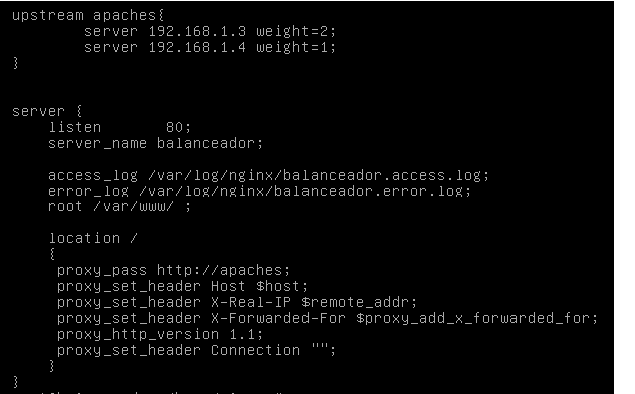 upstream apaches{
        server 192.168.1.3 weight=2;
        server 192.168.1.4 weight=1;
}
server {
    listen       80;
    server_name balanceador;
    access_log /var/log/nginx/balanceador.access.log;
    error_log /var/log/nginx/balanceador.error.log;
    root /var/www/ ;
    location /
    {
     proxy_pass http://apaches;
     proxy_set_header Host $host;
     proxy_set_header X-Real-IP $remote_addr;
     proxy_set_header X-Forwarded-For $proxy_add_x_forwarded_for;
     proxy_http_version 1.1;
     proxy_set_header Connection "";
    }
}